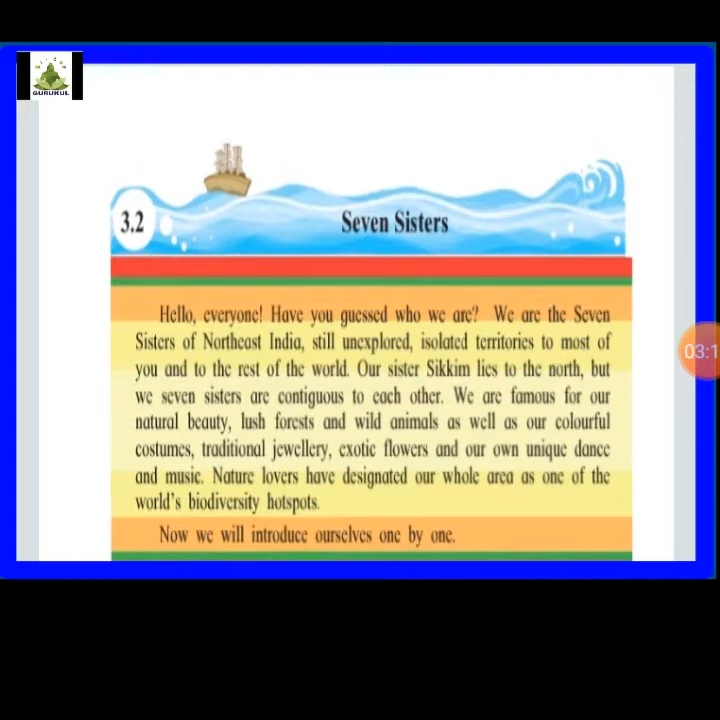 GURUKUL
3.2
Seven Sisters
Hello, everyone! Have you guessed who we are? We are the Seven
Sisters of Northeast India, still unexplored, isolated territories to most of
you and to the rest of the world. Our sister Sikkim lies to the north, but
we seven sisters are contiguous to each other. We are famous for our
natural beauty, lush forests and wild animals as well as our colourful
costumes, traditional jewellery, exotic flowers and our own unique dance
and music. Nature lovers have designated our whole area as one of the
world's biodiversity hotspots.
Now we will introduce ourselves one by one.